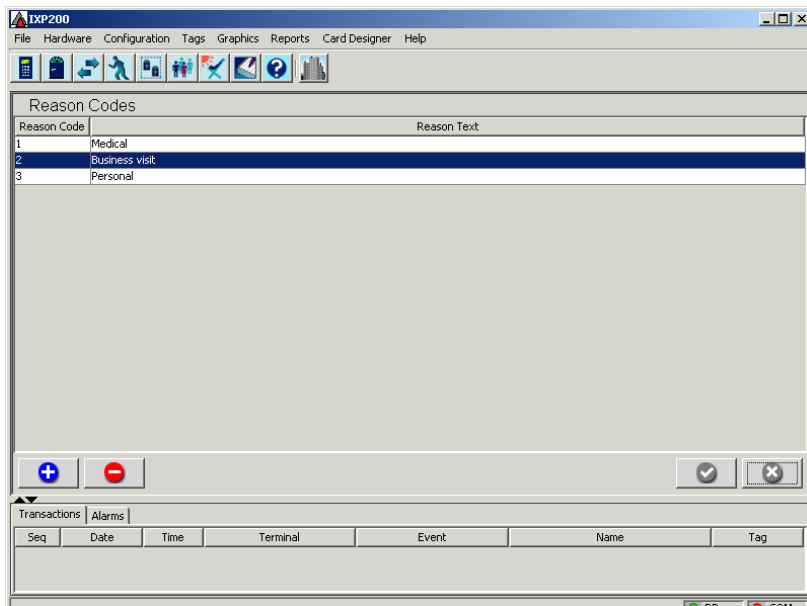 IXP200
File Hardware Configuration Tags Graphics Reports Card Designer Help
Reason Codes
Reason Code Reason Text
1 Medical
2 Business visit
3 Personal
Transactions Alarms
Seq Date Time Terminal Event Name Tag